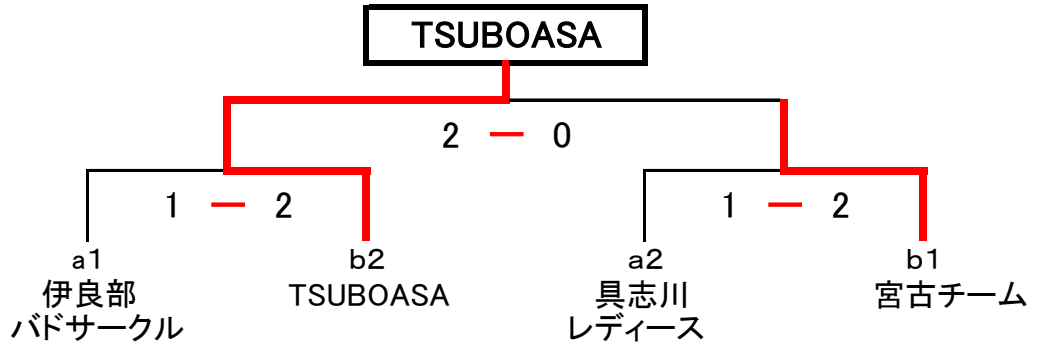 TSUBOASA
2 ー 0
1 ー 2
1 ー 2
a1
伊良部
バドサークル
b2
TSUBOASA
a2
具志川
レディース
b1
宮古チーム